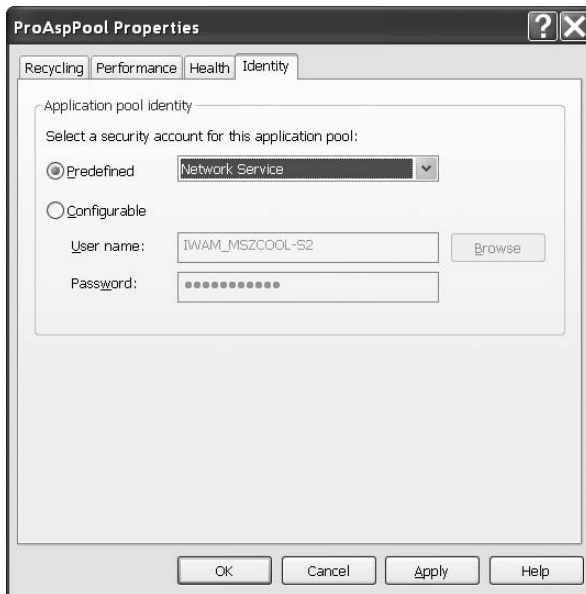 ProAspPool Properties
Recycling Performance Health Identity
Application pool identity
Select a security account for this application pool:
Predefined Network Service
Configurable
User name: IWAM_MSZCOOL-S2 Browse
Password: ●●●●●●●●●●●
OK Cancel Apply Help